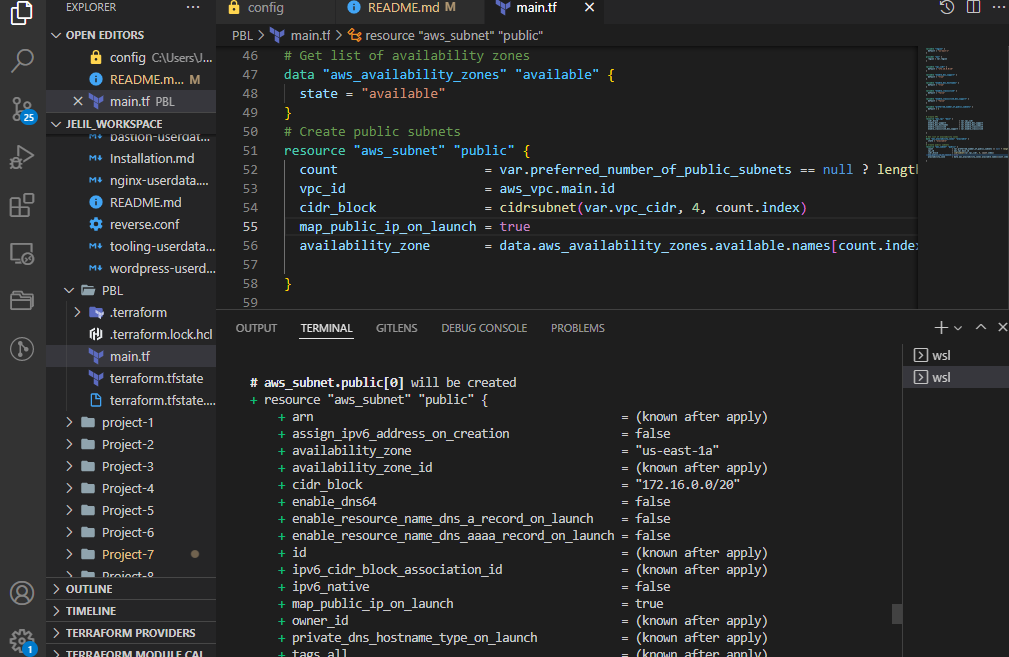 EXPLORER
OPEN EDITORS
config C:\Users\J...
README.m... M
main.tf PBL
JELIL_WORKSPACE
bastion-userdat...
Installation.md
nginx-userdata....
README.md
reverse.conf
tooling-userdata...
wordpress-userd...
PBL
.terraform
.terraform.lock.hcl
main.tf
terraform.tfstate
terraform.tfstate....
project-1
Project-2
Project-3
Project-4
Project-5
Project-6
Project-7
Project-8
OUTLINE
TIMELINE
TERRAFORM PROVIDERS
TERRAFORM MODULE CAL
25
1
config
README.md M
main.tf
PBL > main.tf > resource "aws_subnet" "public"
46 # Get list of availability zones
47 data "aws_availability_zones" "available" {
48 state = "available"
49 }
50 # Create public subnets
51 resource "aws_subnet" "public" {
52 count = var.preferred_number_of_public_subnets == null ? lengt
53 vpc_id = aws_vpc.main.id
54 cidr_block = cidrsubnet(var.vpc_cidr, 4, count.index)
55 map_public_ip_on_launch = true
56 availability_zone = data.aws_availability_zones.available.names[count.inde
57
58 }
59
OUTPUT TERMINAL GITLENS DEBUG CONSOLE PROBLEMS
wsl
wsl
# aws_subnet.public[0] will be created
+ resource "aws_subnet" "public" {
+ arn = (known after apply)
+ assign_ipv6_address_on_creation = false
+ availability_zone = "us-east-1a"
+ availability_zone_id = (known after apply)
+ cidr_block = "172.16.0.0/20"
+ enable_dns64 = false
+ enable_resource_name_dns_a_record_on_launch = false
+ enable_resource_name_dns_aaaa_record_on_launch = false
+ id = (known after apply)
+ ipv6_cidr_block_association_id = (known after apply)
+ ipv6_native = false
+ map_public_ip_on_launch = true
+ owner_id = (known after apply)
+ private_dns_hostname_type_on_launch = (known after apply)
+ tags_all = (known after apply)